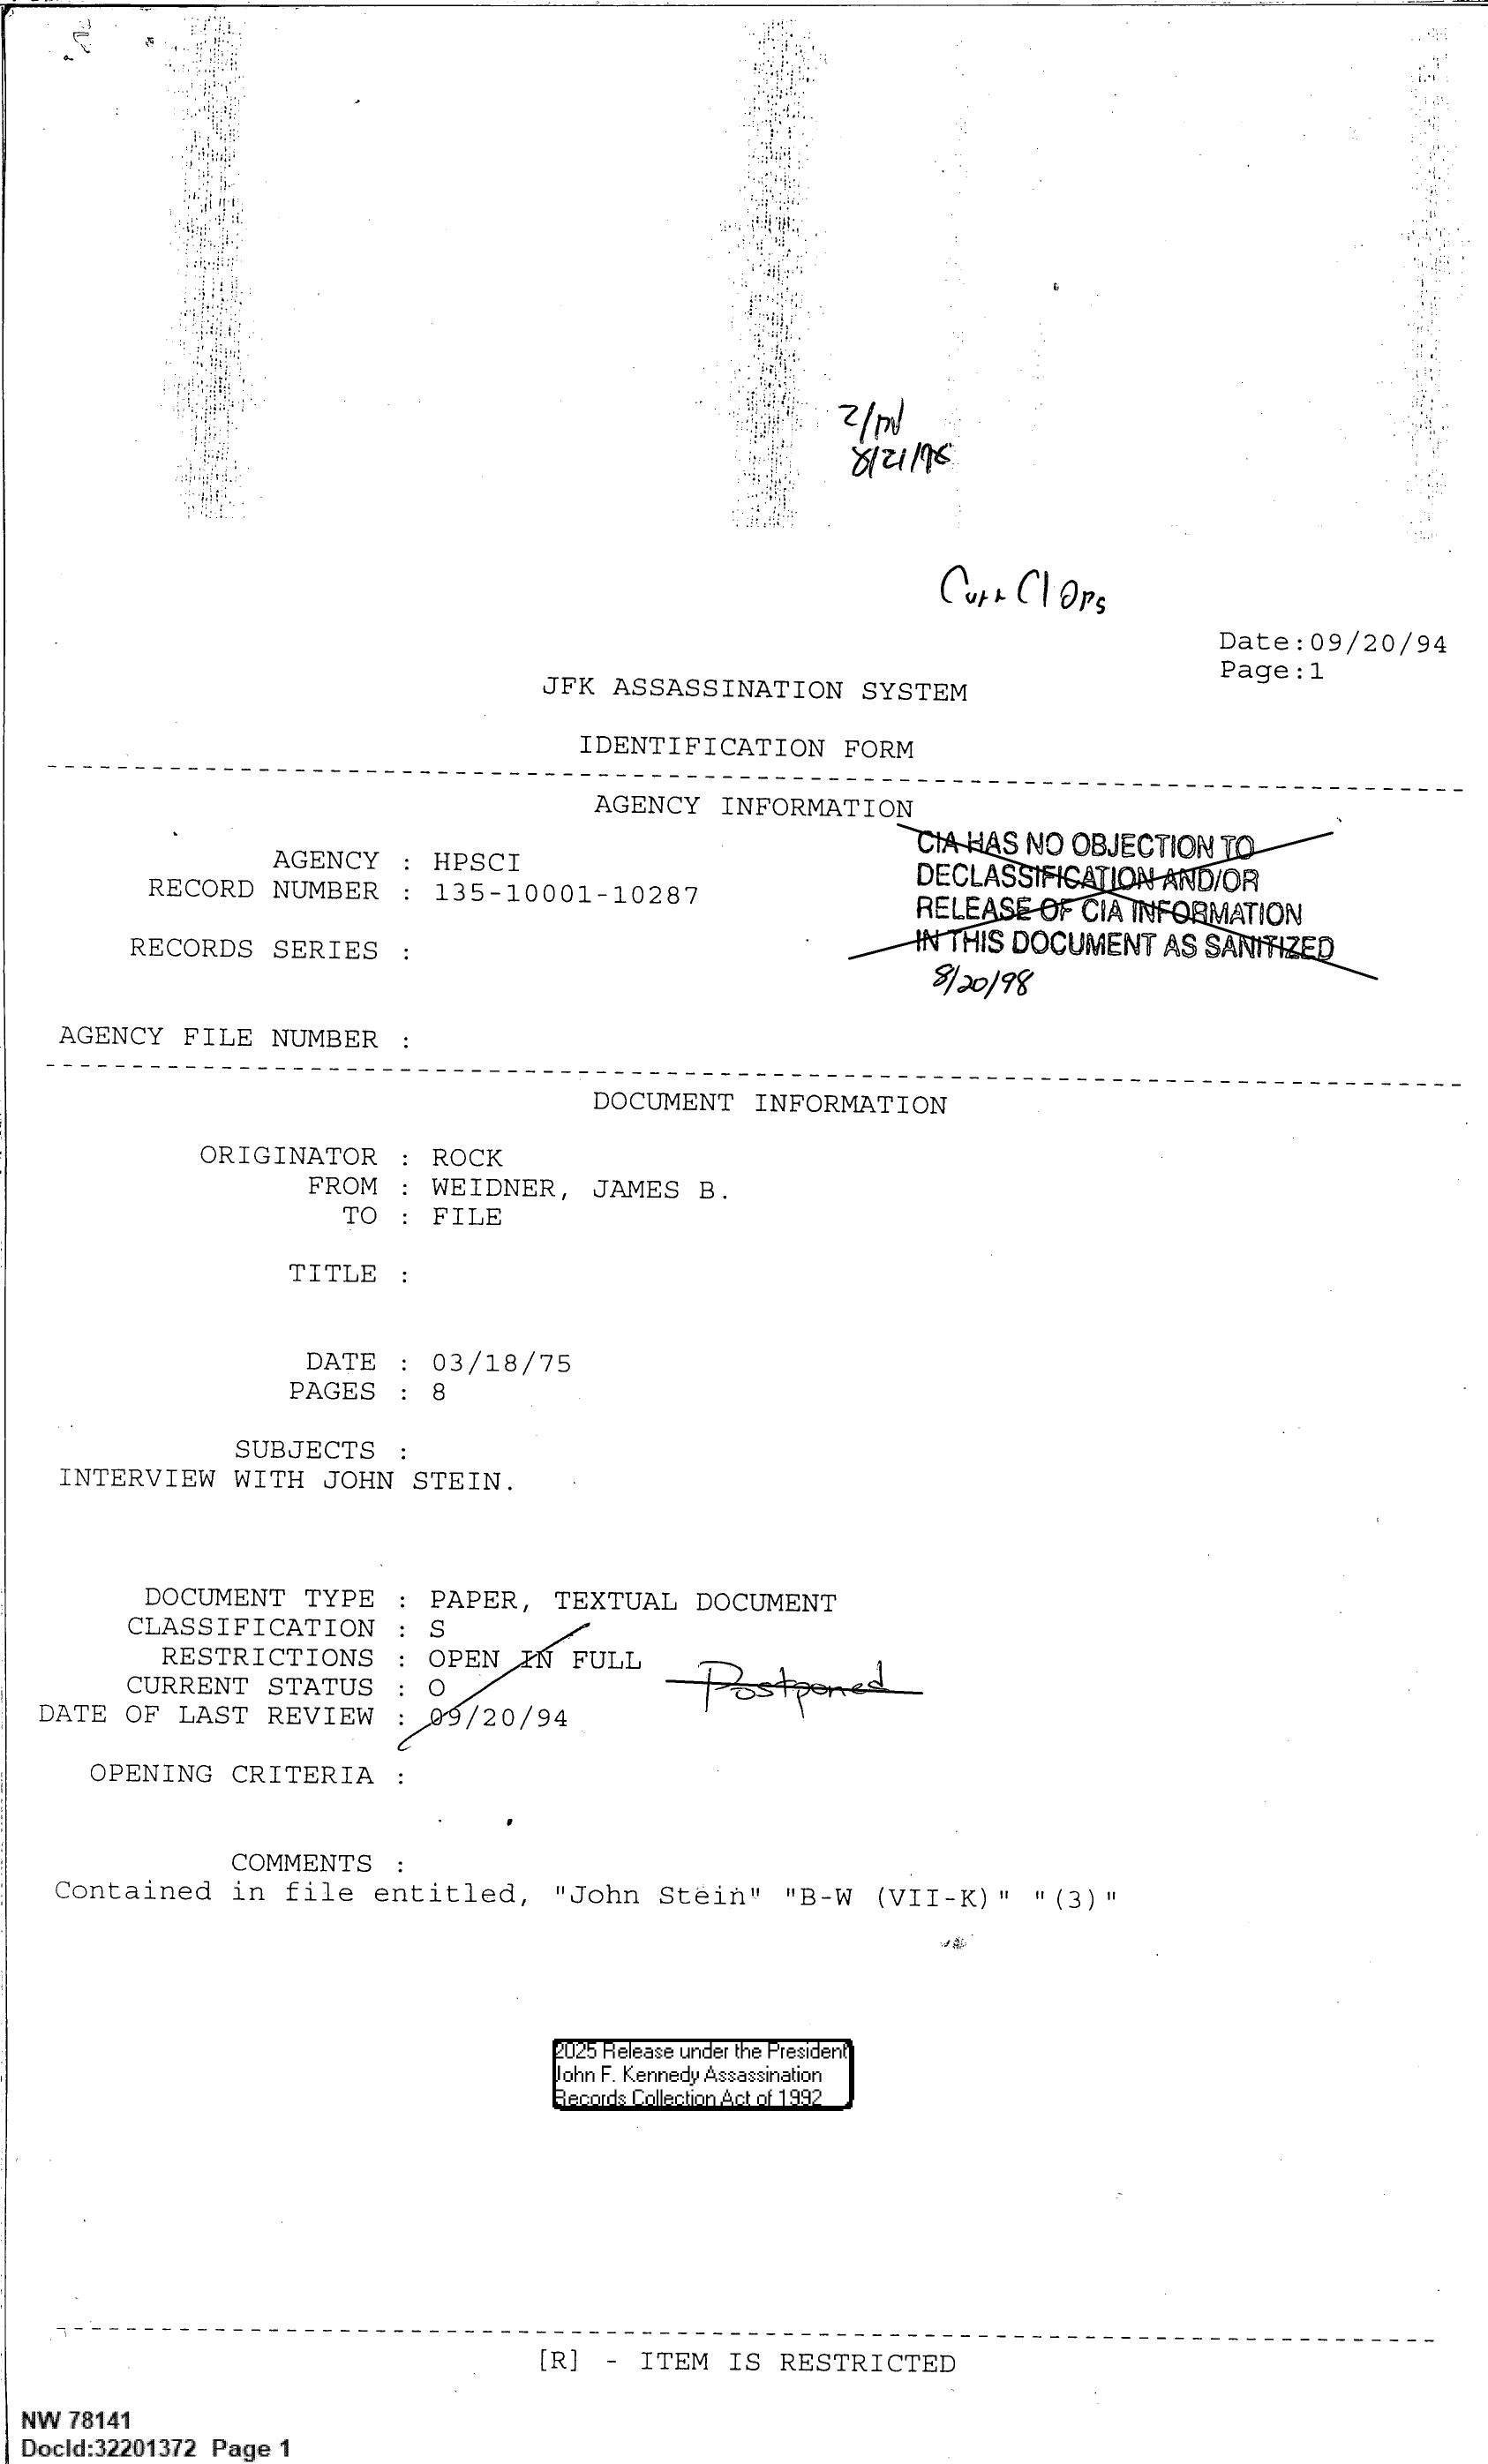 8/21/98
Curr CI Ops
Date:09/20/94
Page:1
JFK ASSASSINATION SYSTEM
IDENTIFICATION FORM
AGENCY INFORMATION
CIA HAS NO OBJECTION TO
DECLASSIFICATION AND/OR
RELEASE OF CIA INFORMATION
IN THIS DOCUMENT AS SANITIZED
8/20/98
AGENCY : HPSCI
RECORD NUMBER : 135-10001-10287
RECORDS SERIES :
AGENCY FILE NUMBER :
DOCUMENT INFORMATION
ORIGINATOR : ROCK
FROM : WEIDNER, JAMES B.
TO : FILE
TITLE :
DATE : 03/18/75
PAGES : 8
SUBJECTS :
INTERVIEW WITH JOHN STEIN.
DOCUMENT TYPE : PAPER, TEXTUAL DOCUMENT
CLASSIFICATION : S
RESTRICTIONS : OPEN IN FULL
Postponed
CURRENT STATUS : O
DATE OF LAST REVIEW : 09/20/94
OPENING CRITERIA :
COMMENTS :
Contained in file entitled, "John Stein" "B-W (VII-K)" "(3)"
2025 Release under the President
John F. Kennedy Assassination
Records Collection Act of 1992
[R] - ITEM IS RESTRICTED
NW 78141
DocId:32201372 Page 1